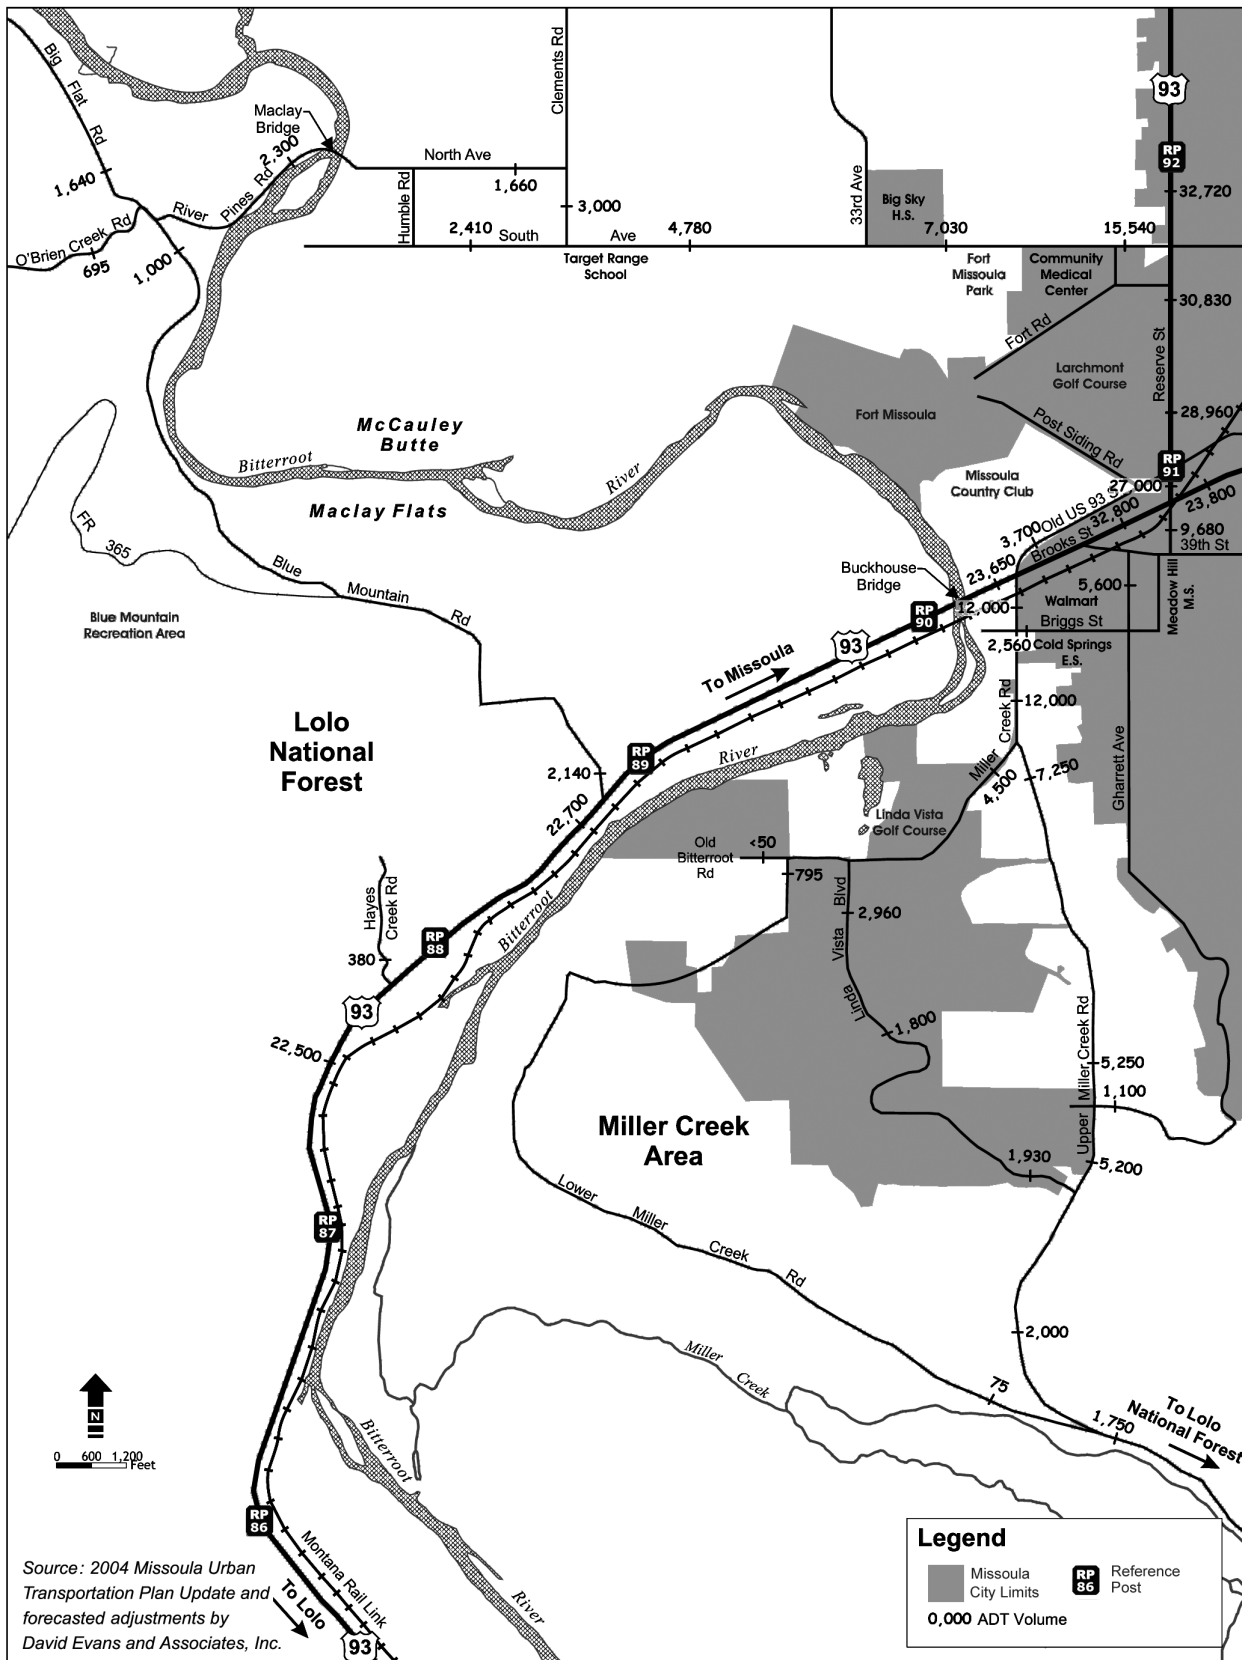 Big Flat Rd
Maclay
Bridge
2,300
Clements Rd
North Ave
1,660
1,640
River Pines Rd
Humble Rd
3,000
33rd Ave
Big Sky
H.S.
93
RP
92
32,720
O'Brien Creek Rd
695
1,000
2,410
South Ave
4,780
7,030
15,540
Target Range
School
Fort
Missoula
Park
Community
Medical
Center
30,830
Fort Rd
Reserve St
Larchmont
Golf Course
28,960
Fort Missoula
Post Siding Rd
McCauley
Butte
Bitterroot
River
Maclay Flats
Missoula
Country Club
RP
91
27,000
23,800
Old US 93 S
3,700
32,800
Brooks St
9,680
39th St
FR 365
Blue Mountain Rd
Blue Mountain
Recreation Area
Buckhouse
Bridge
23,650
RP
90
12,000
5,600
Walmart
Briggs St
Meadow Hill
M.S.
2,560
Cold Springs
E.S.
93
To Missoula
12,000
Miller Creek Rd
Gharrett Ave
Lolo
National
Forest
RP
89
River
2,140
22,700
4,500
7,250
Linda Vista
Golf Course
Old
Bitterroot
Rd
<50
795
2,960
Linda Vista Blvd
Hayes
Creek Rd
380
RP
88
Bitterroot
93
22,500
1,800
Upper Miller Creek Rd
5,250
1,100
Miller Creek
Area
1,930
5,200
Lower Miller Creek Rd
RP
87
2,000
Miller Creek
75
1,750
To Lolo
National Forest
N
0 600 1,200
Feet
Bitterroot
River
RP
86
Montana Rail Link
To Lolo
93
Source: 2004 Missoula Urban
Transportation Plan Update and
forecasted adjustments by
David Evans and Associates, Inc.
Legend
Missoula
City Limits
RP
86
Reference
Post
0,000 ADT Volume